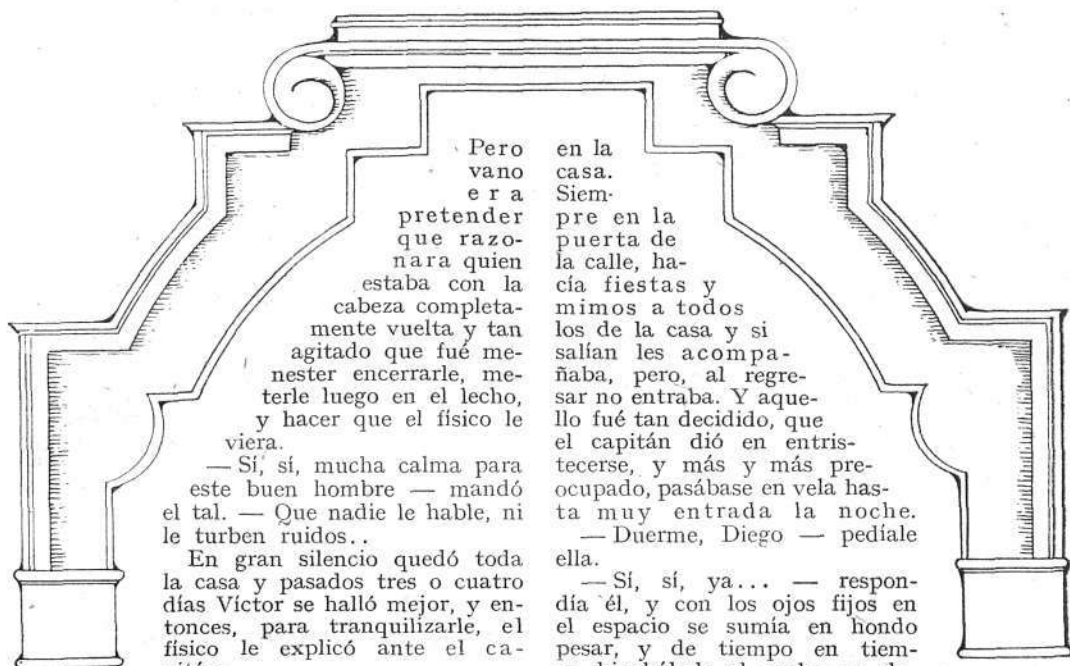 Pero
vano
era
pretender
que razo-
nara quien
estaba con la
cabeza completa-
mente vuelta y tan
agitado que fué me-
nester encerrarle, me-
terle luego en el lecho,
y hacer que el físico le
viera.
— Sí, sí, mucha calma para
este buen hombre — mandó
el tal. — Que nadie le hable, ni
le turben ruidos..
En gran silencio quedó toda
la casa y pasados tres o cuatro
días Víctor se halló mejor, y en-
tonces, para tranquilizarle, el
físico le explicó ante el ca-
en la
casa.
Siem-
pre en la
puerta de
la calle, ha-
cía fiestas y
mimos a todos
los de la casa y si
salían les acompa-
ñaba, pero, al regre-
sar no entraba. Y aque-
llo fué tan decidido, que
el capitán dió en entris-
tecerse, y más y más pre-
ocupado, pasábase en vela has-
ta muy entrada la noche.
— Duerme, Diego — pedíale
ella.
— Sí, sí, ya... — respon-
día él, y con los ojos fijos en
el espacio se sumía en hondo
pesar, y de tiempo en tiem-